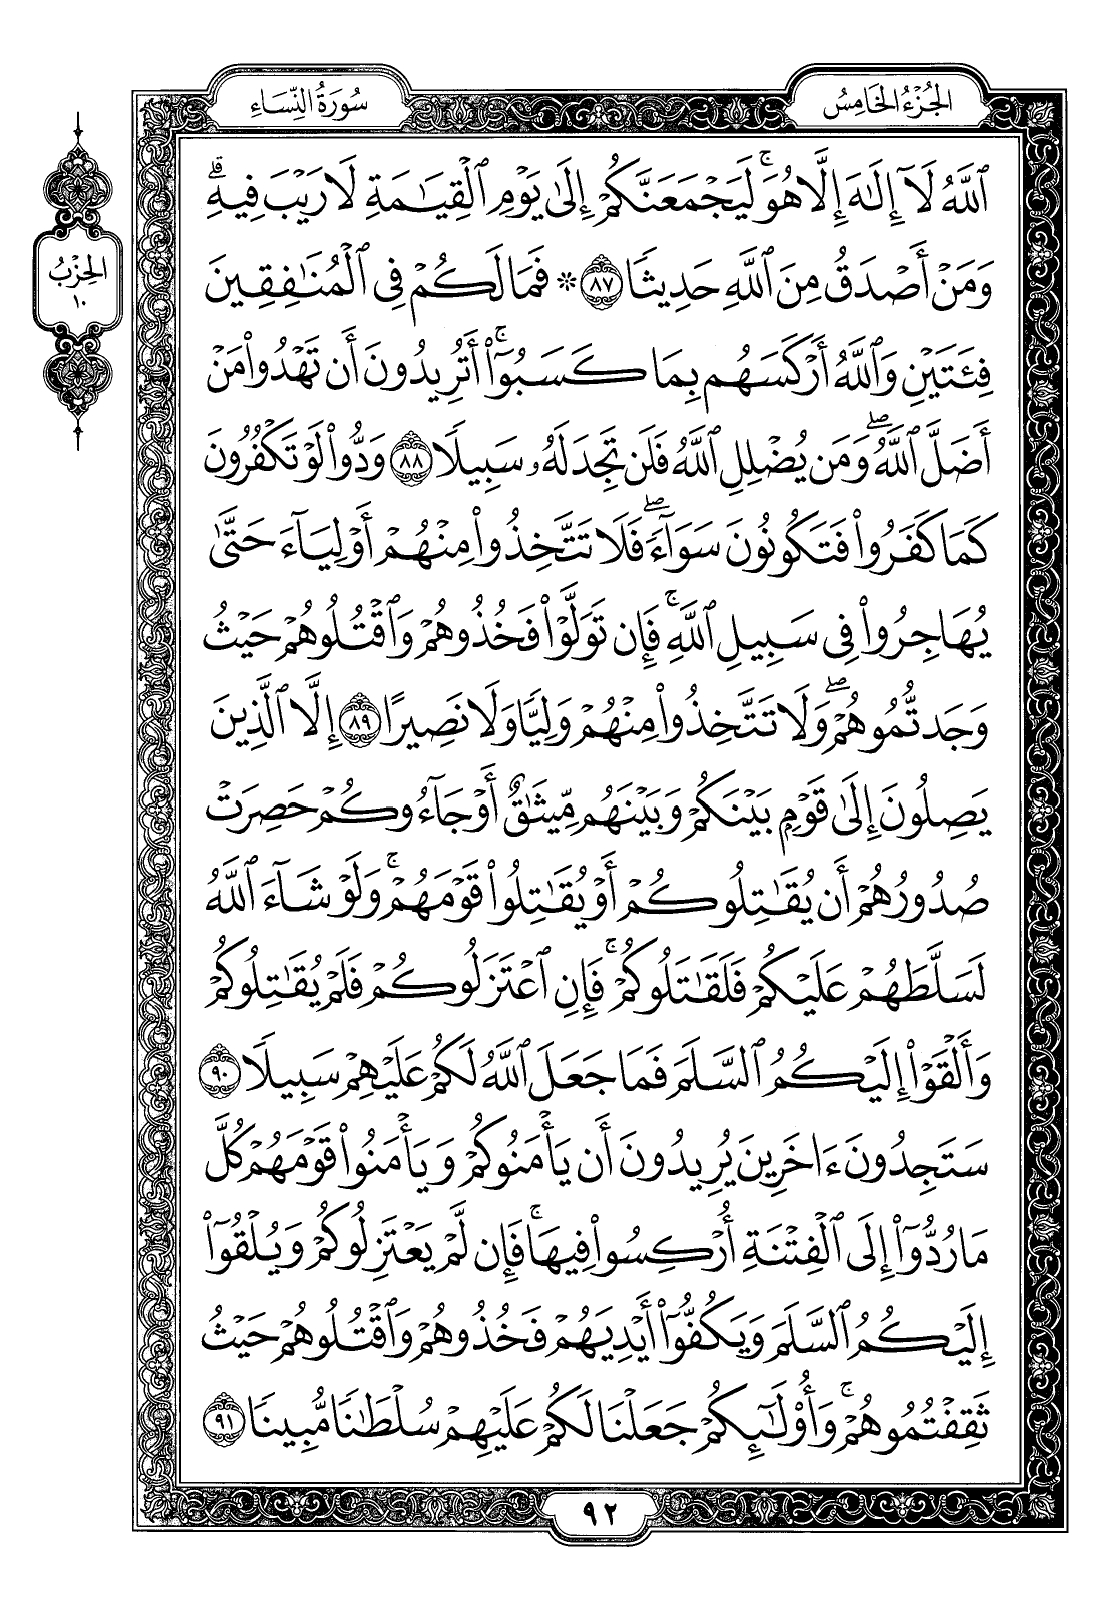 الجُزْءُ الخَامِسُ
سُورَةُ النِّسَاءِ
الحِزْبُ
١٠
ٱللَّهُ لَآ إِلَٰهَ إِلَّا هُوَۚ لَيَجْمَعَنَّكُمْ إِلَىٰ يَوْمِ ٱلْقِيَٰمَةِ لَا رَيْبَ فِيهِۗ
وَمَنْ أَصْدَقُ مِنَ ٱللَّهِ حَدِيثًا ٨٧ * فَمَا لَكُمْ فِى ٱلْمُنَٰفِقِينَ
فِئَتَيْنِ وَٱللَّهُ أَرْكَسَهُم بِمَا كَسَبُوٓا۟ۚ أَتُرِيدُونَ أَن تَهْدُوا۟ مَنْ
أَضَلَّ ٱللَّهُۖ وَمَن يُضْلِلِ ٱللَّهُ فَلَن تَجِدَ لَهُۥ سَبِيلًا ٨٨ وَدُّوا۟ لَوْ تَكْفُرُونَ
كَمَا كَفَرُوا۟ فَتَكُونُونَ سَوَآءًۖ فَلَا تَتَّخِذُوا۟ مِنْهُمْ أَوْلِيَآءَ حَتَّىٰ
يُهَاجِرُوا۟ فِى سَبِيلِ ٱللَّهِۚ فَإِن تَوَلَّوْا۟ فَخُذُوهُمْ وَٱقْتُلُوهُمْ حَيْثُ
وَجَدتُّمُوهُمْۖ وَلَا تَتَّخِذُوا۟ مِنْهُمْ وَلِيًّا وَلَا نَصِيرًا ٨٩ إِلَّا ٱلَّذِينَ
يَصِلُونَ إِلَىٰ قَوْمٍۭ بَيْنَكُمْ وَبَيْنَهُم مِّيثَٰقٌ أَوْ جَآءُوكُمْ حَصِرَتْ
صُدُورُهُمْ أَن يُقَٰتِلُوكُمْ أَوْ يُقَٰتِلُوا۟ قَوْمَهُمْۚ وَلَوْ شَآءَ ٱللَّهُ
لَسَلَّطَهُمْ عَلَيْكُمْ فَلَقَٰتَلُوكُمْۚ فَإِنِ ٱعْتَزَلُوكُمْ فَلَمْ يُقَٰتِلُوكُمْ
وَأَلْقَوْا۟ إِلَيْكُمُ ٱلسَّلَمَ فَمَا جَعَلَ ٱللَّهُ لَكُمْ عَلَيْهِمْ سَبِيلًا ٩٠
سَتَجِدُونَ ءَاخَرِينَ يُرِيدُونَ أَن يَأْمَنُوكُمْ وَيَأْمَنُوا۟ قَوْمَهُمْ كُلَّ
مَا رُدُّوٓا۟ إِلَى ٱلْفِتْنَةِ أُرْكِسُوا۟ فِيهَاۚ فَإِن لَّمْ يَعْتَزِلُوكُمْ وَيُلْقُوٓا۟
إِلَيْكُمُ ٱلسَّلَمَ وَيَكُفُّوٓا۟ أَيْدِيَهُمْ فَخُذُوهُمْ وَٱقْتُلُوهُمْ حَيْثُ
ثَقِفْتُمُوهُمْۚ وَأُو۟لَٰٓئِكُمْ جَعَلْنَا لَكُمْ عَلَيْهِمْ سُلْطَٰنًا مُّبِينًا ٩١
٩٢